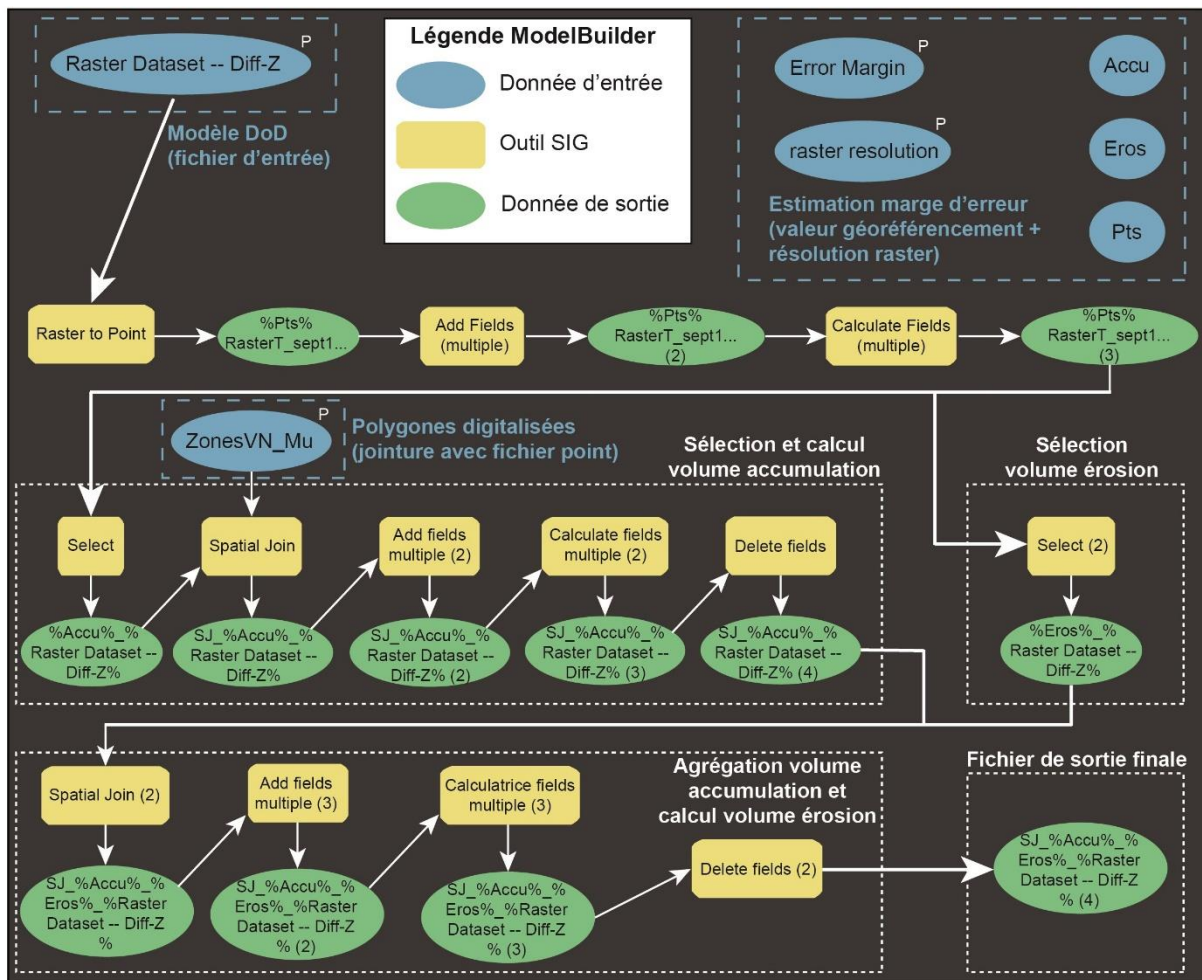 P
Raster Dataset -- Diff-Z
Modèle DoD
(fichier d'entrée)
Légende ModelBuilder
Donnée d'entrée
Outil SIG
Donnée de sortie
P
Error Margin
Accu
P
raster resolution
Eros
Estimation marge d'erreur
(valeur géoréférencement +
résolution raster)
Pts
Raster to Point
%Pts%
RasterT_sept1...
Add Fields
(multiple)
%Pts%
RasterT_sept1...
(2)
Calculate Fields
(multiple)
%Pts%
RasterT_sept1...
(3)
P
ZonesVN_Mu
Polygones digitalisées
(jointure avec fichier point)
Sélection et calcul
volume accumulation
Sélection
volume érosion
Select
Spatial Join
Add fields
multiple (2)
Calculate fields
multiple (2)
Delete fields
Select (2)
%Accu%_%
Raster Dataset --
Diff-Z%
SJ_%Accu%_%
Raster Dataset --
Diff-Z%
SJ_%Accu%_%
Raster Dataset --
Diff-Z% (2)
SJ_%Accu%_%
Raster Dataset --
Diff-Z% (3)
SJ_%Accu%_%
Raster Dataset --
Diff-Z% (4)
%Eros%_%
Raster Dataset --
Diff-Z%
Agrégation volume
accumulation et
calcul volume érosion
Fichier de sortie finale
Spatial Join (2)
Add fields
multiple (3)
Calculatrice fields
multiple (3)
Delete fields (2)
SJ_%Accu%_%
Eros%_%Raster
Dataset -- Diff-Z
%
SJ_%Accu%_%
Eros%_%Raster
Dataset -- Diff-Z
% (2)
SJ_%Accu%_%
Eros%_%Raster
Dataset -- Diff-Z
% (3)
SJ_%Accu%_%
Eros%_%Raster
Dataset -- Diff-Z
% (4)